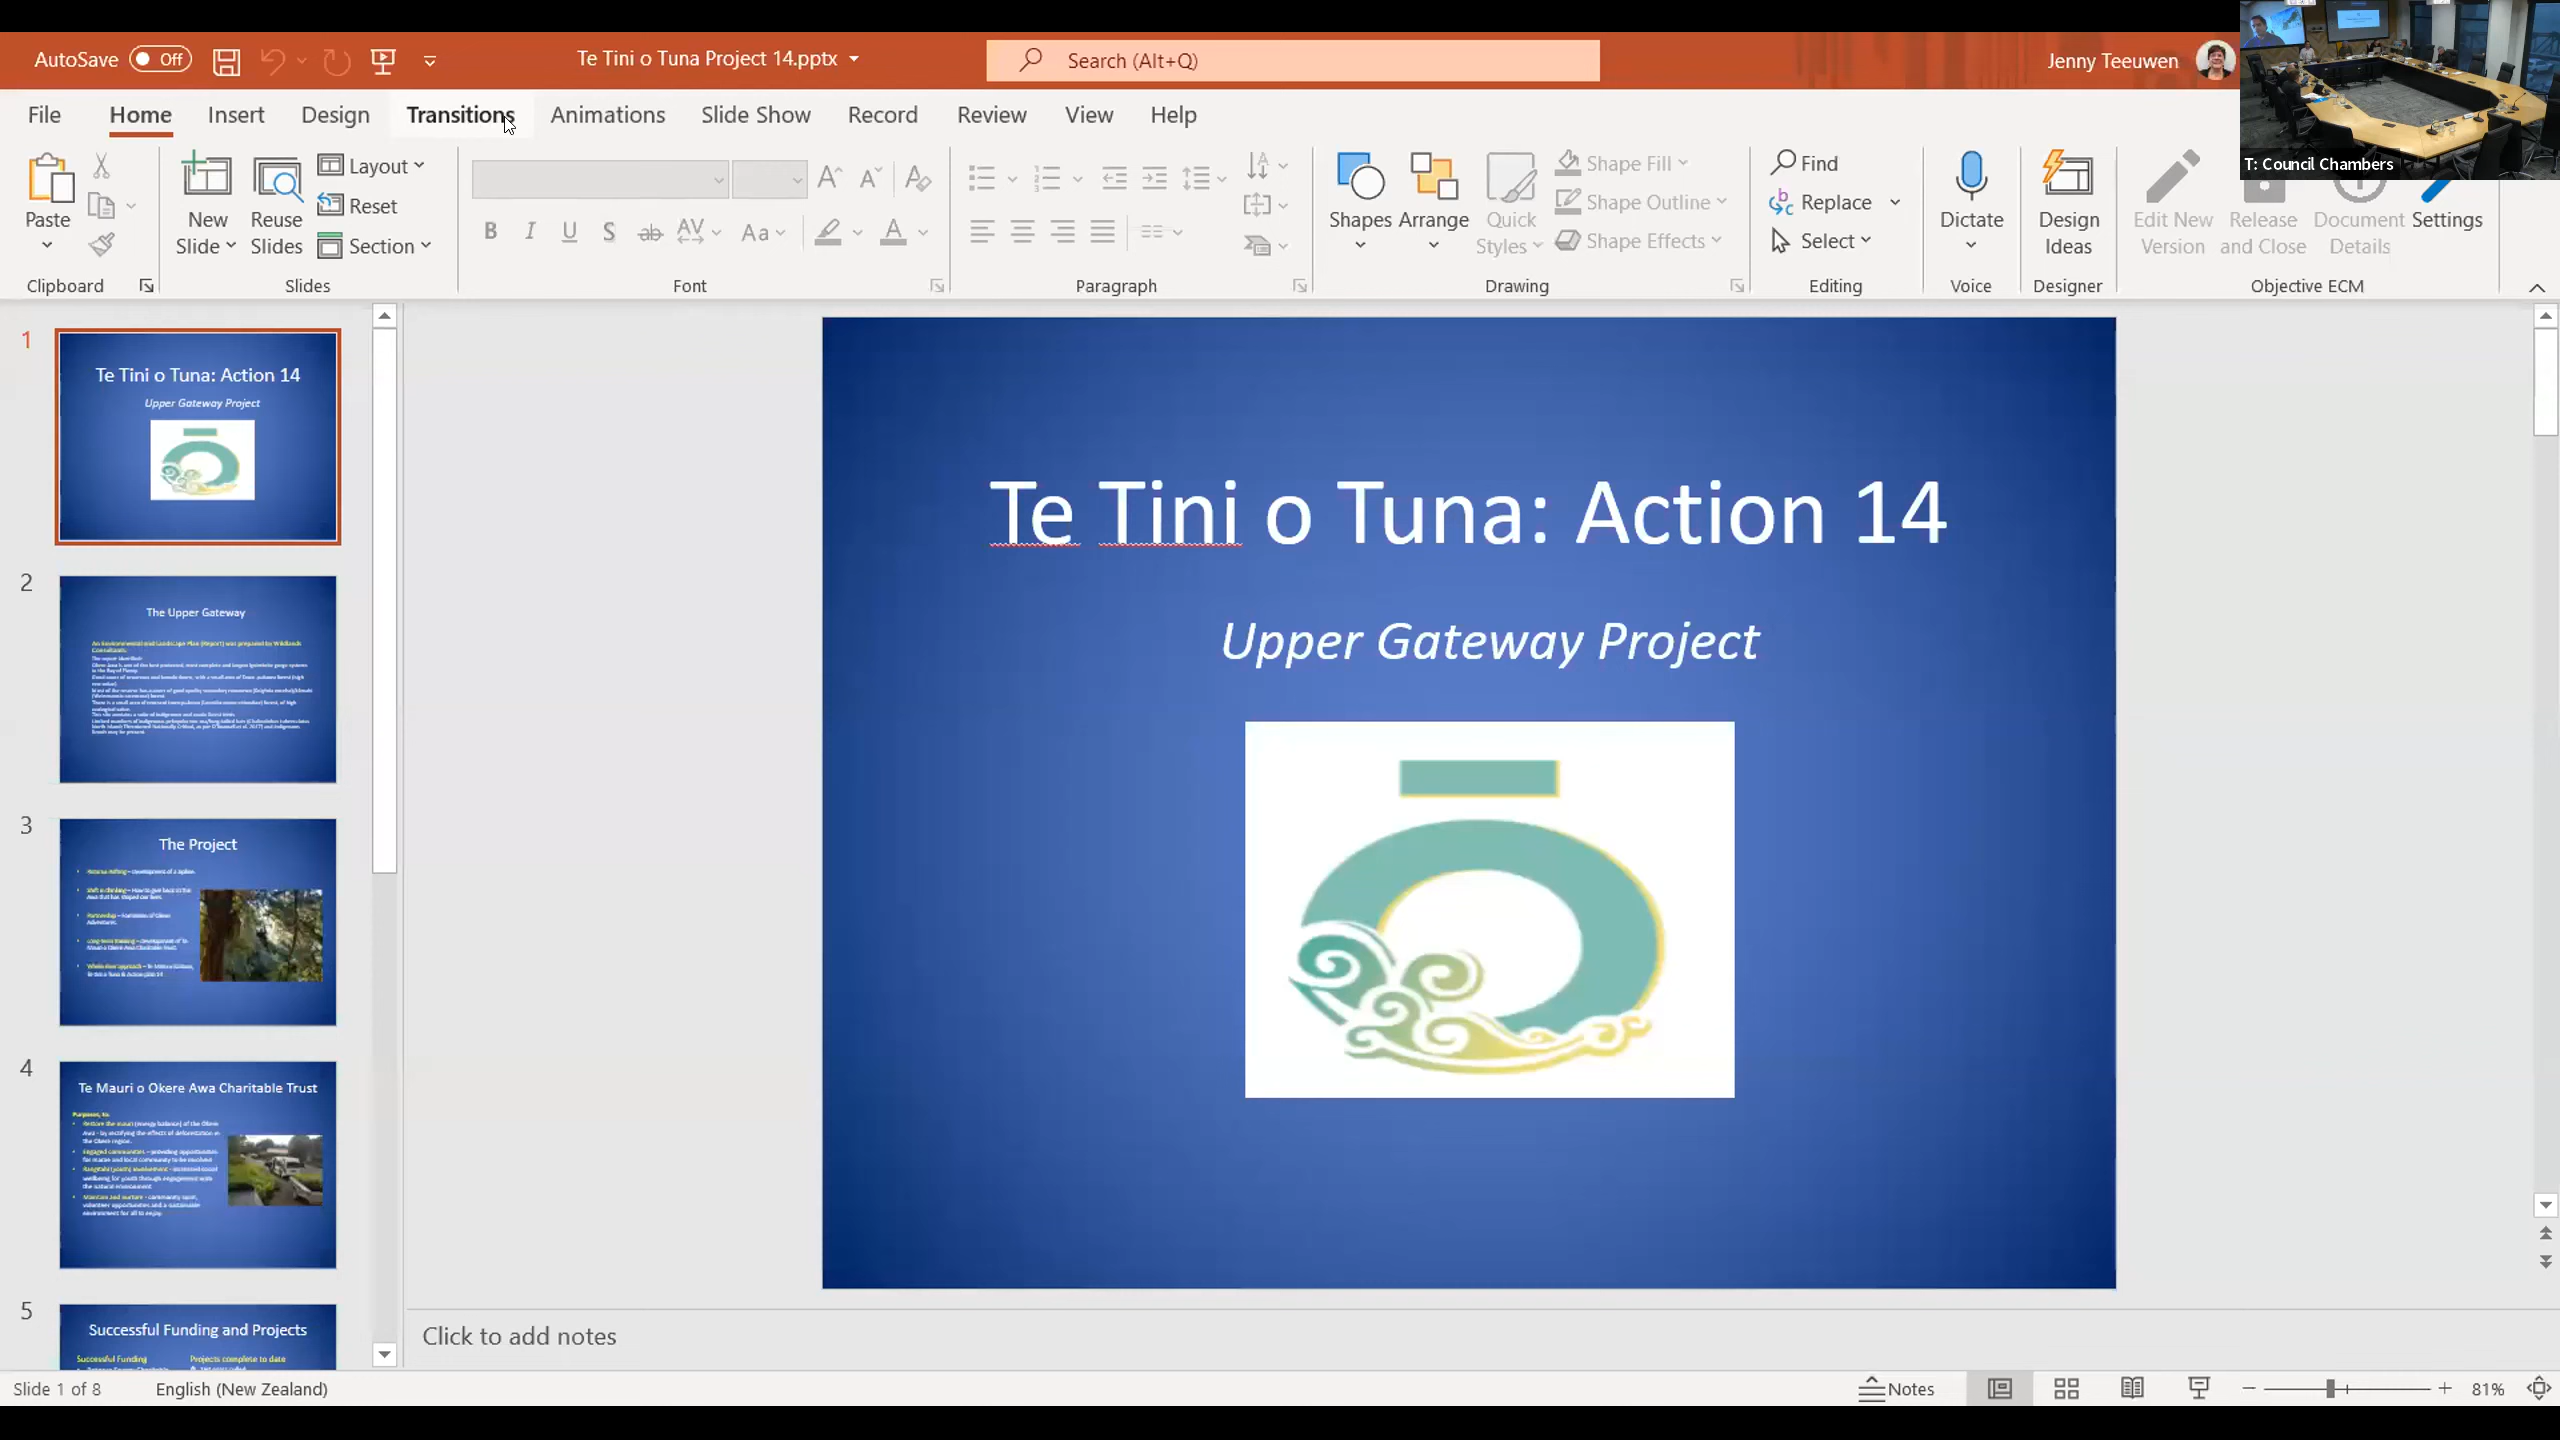 AutoSave Off
Te Tini o Tuna Project 14.pptx
Search (Alt+Q)
Jenny Teeuwen
T: Council Chambers
File Home Insert Design Transitions Animations Slide Show Record Review View Help
Paste
New Slide
Reuse Slides
Layout
Reset
Section
Shapes
Arrange
Quick Styles
Shape Fill
Shape Outline
Shape Effects
Find
Replace
Select
Dictate
Design Ideas
Edit New Version
Release and Close
Document Details
Settings
Clipboard
Slides
Font
Paragraph
Drawing
Editing
Voice
Designer
Objective ECM
1
Te Tini o Tuna: Action 14
Upper Gateway Project
2
The Upper Gateway
3
The Project
4
Te Mauri o Okere Awa Charitable Trust
5
Successful Funding and Projects
Successful Funding
Projects complete to date
Te Tini o Tuna: Action 14
Upper Gateway Project
Click to add notes
Slide 1 of 8
English (New Zealand)
Notes
81%